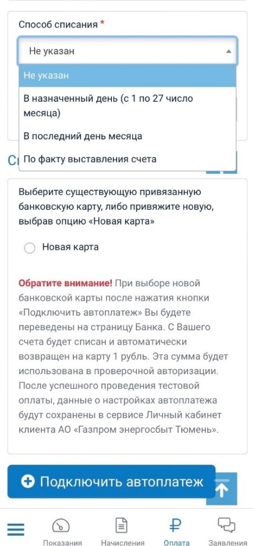 Способ списания *
Не указан
Не указан
В назначенный день (с 1 по 27 число
месяца)
В последний день месяца
По факту выставления счета
Выберите существующую привязанную
банковскую карту, либо привяжите новую,
выбрав опцию «Новая карта»
Новая карта
Обратите внимание! При выборе новой
банковской карты после нажатия кнопки
«Подключить автоплатеж» Вы будете
переведены на страницу Банка. С Вашего
счета будет списан и автоматически
возвращен на карту 1 рубль. Эта сумма будет
использована в проверочной авторизации.
После успешного проведения тестовой
оплаты, данные о настройках автоплатежа
будут сохранены в сервисе Личный кабинет
клиента АО «Газпром энергосбыт Тюмень».
Подключить автоплатеж
Показания
Начисления
Оплата
Заявления